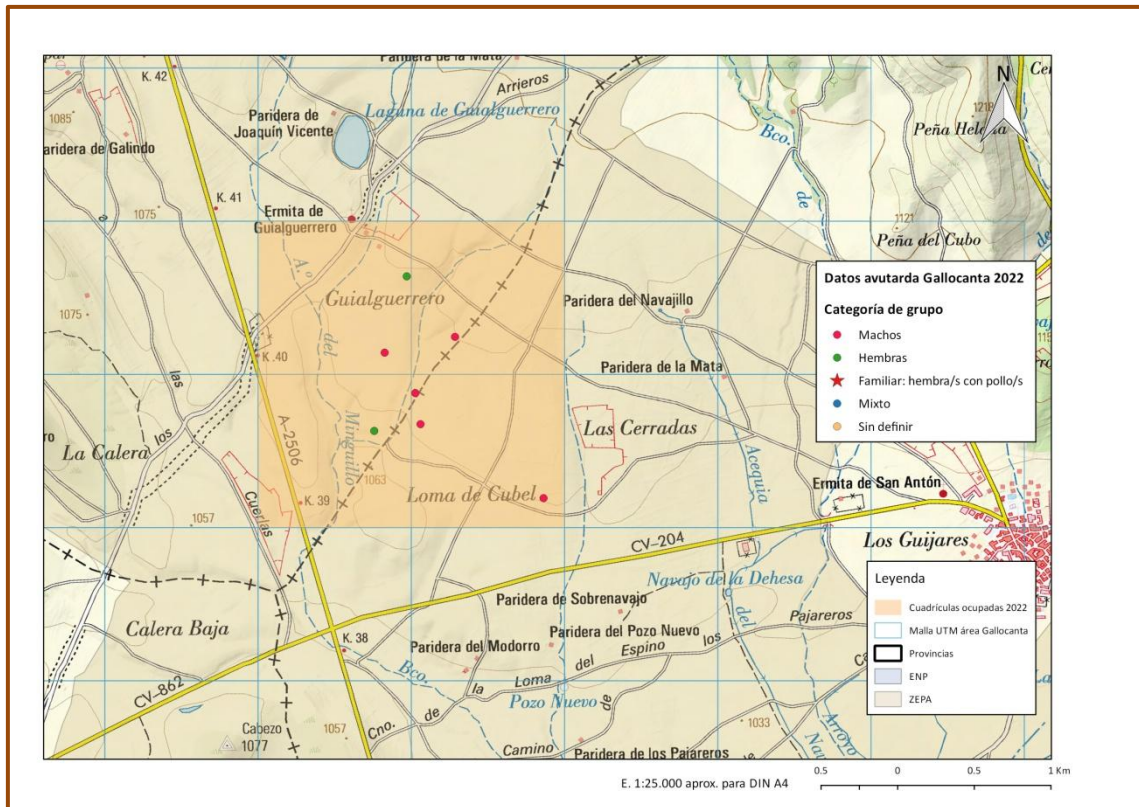 K. 42
Paridera de la Mata
Arrieros
N
1085
Paridera de
Joaquín Vicente
Laguna de Guialguerrero
Bco.
1218
Peña Helena
Paridera de Galindo
de
K. 41
1075
Ermita de
Guialguerrero
1121
Peña del Cubo
A.º
Guialguerrero
1075
del
Paridera del Navajillo
K. 40
las
Paridera de la Mata
A-2506
Minguillo
Las Cerradas
La Calera
los
Acequia
1063
Loma de Cubel
Ermita de San Antón
K. 39
Cuerlas
1057
CV-204
Los Guijares
Navajo de la Dehesa
del
Paridera de Sobrenavajo
Pajareros
Calera Baja
K. 38
Paridera del Pozo Nuevo
los
Paridera del Modorro
Espino
del
Loma
la
Bco.
CV-862
Pozo Nuevo
de
de
Cno.
1033
Arroyo
Cabezo
1077
1057
Camino
Paridera de los Pajareros
Datos avutarda Gallocanta 2022
Categoría de grupo
Machos
Hembras
Familiar: hembra/s con pollo/s
Mixto
Sin definir
Leyenda
Cuadrículas ocupadas 2022
Malla UTM área Gallocanta
Provincias
ENP
ZEPA
E. 1:25.000 aprox. para DIN A4
0.5 0 0.5 1 Km